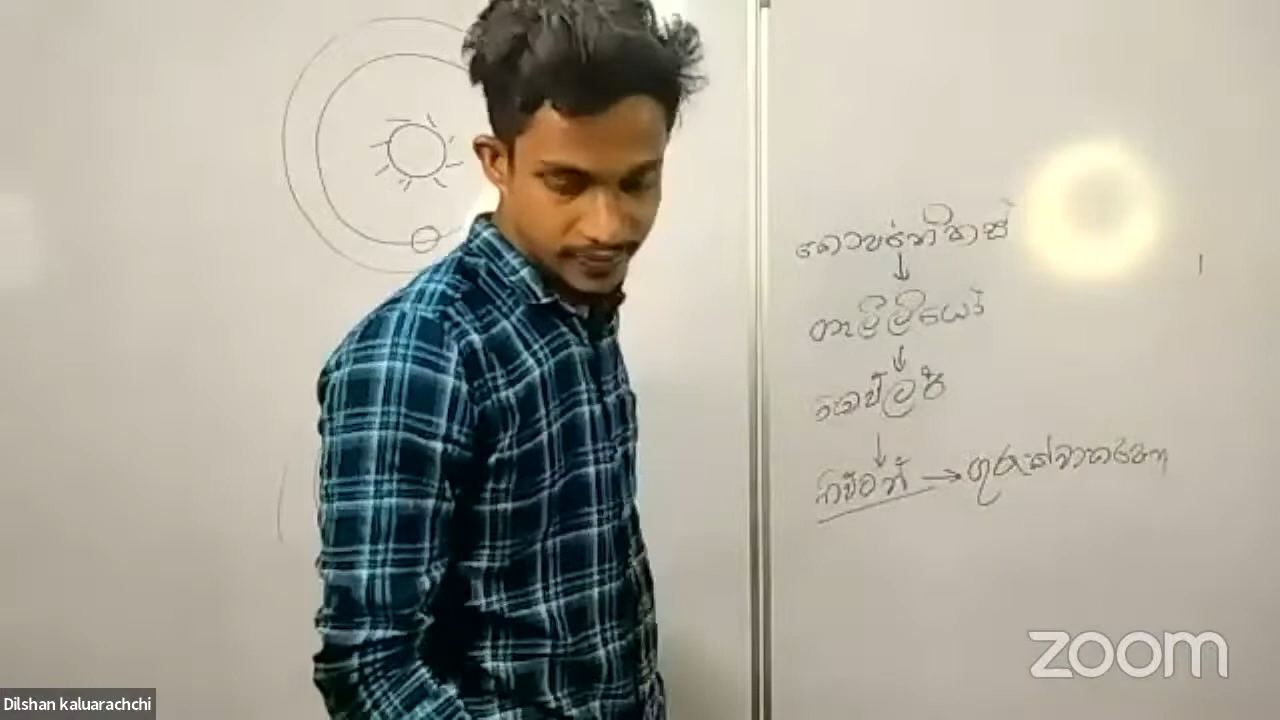 කොපර්නිකස්
↓
ගැලීලියෝ
↓
කෙප්ලර්
↓
නිව්ටන් → ගුරුත්වාකර්ෂණ
zoom
Dilshan kaluarachchi